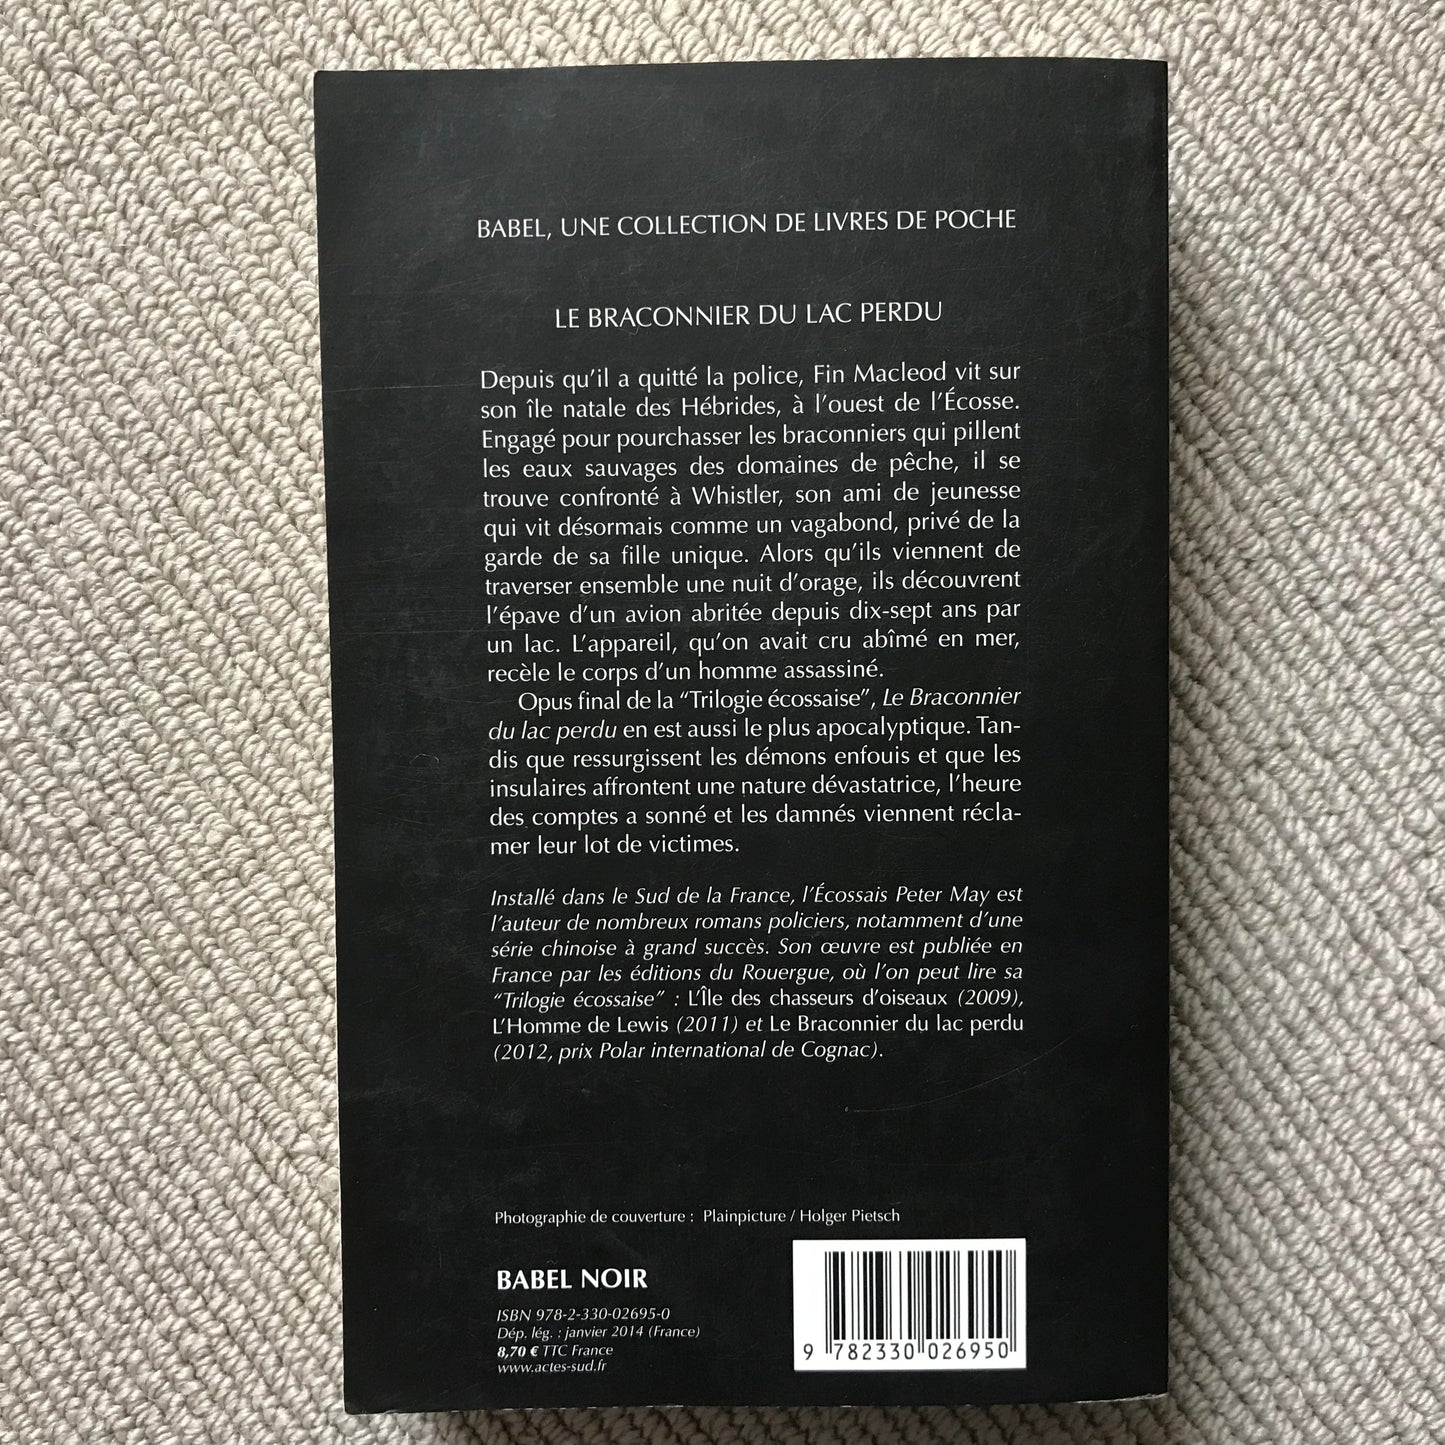 BABEL, UNE COLLECTION DE LIVRES DE POCHE
LE BRACONNIER DU LAC PERDU
Depuis qu'il a quitté la police, Fin Macleod vit sur
son île natale des Hébrides, à l'ouest de l'Écosse.
Engagé pour pourchasser les braconniers qui pillent
les eaux sauvages des domaines de pêche, il se
trouve confronté à Whistler, son ami de jeunesse
qui vit désormais comme un vagabond, privé de la
garde de sa fille unique. Alors qu'ils viennent de
traverser ensemble une nuit d'orage, ils découvrent
l'épave d'un avion abritée depuis dix-sept ans par
un lac. L'appareil, qu'on avait cru abîmé en mer,
recèle le corps d'un homme assassiné.
Opus final de la “Trilogie écossaise”, Le Braconnier
du lac perdu en est aussi le plus apocalyptique. Tan-
dis que ressurgissent les démons enfouis et que les
insulaires affrontent une nature dévastatrice, l'heure
des comptes a sonné et les damnés viennent récla-
mer leur lot de victimes.
Installé dans le Sud de la France, l'Écossais Peter May est
l'auteur de nombreux romans policiers, notamment d'une
série chinoise à grand succès. Son œuvre est publiée en
France par les éditions du Rouergue, où l'on peut lire sa
“Trilogie écossaise” : L'Île des chasseurs d'oiseaux (2009),
L'Homme de Lewis (2011) et Le Braconnier du lac perdu
(2012, prix Polar international de Cognac).
Photographie de couverture : Plainpicture / Holger Pietsch
BABEL NOIR
ISBN 978-2-330-02695-0
Dép. lég. : janvier 2014 (France)
8,70 € TTC France
www.actes-sud.fr
9 782330 026950